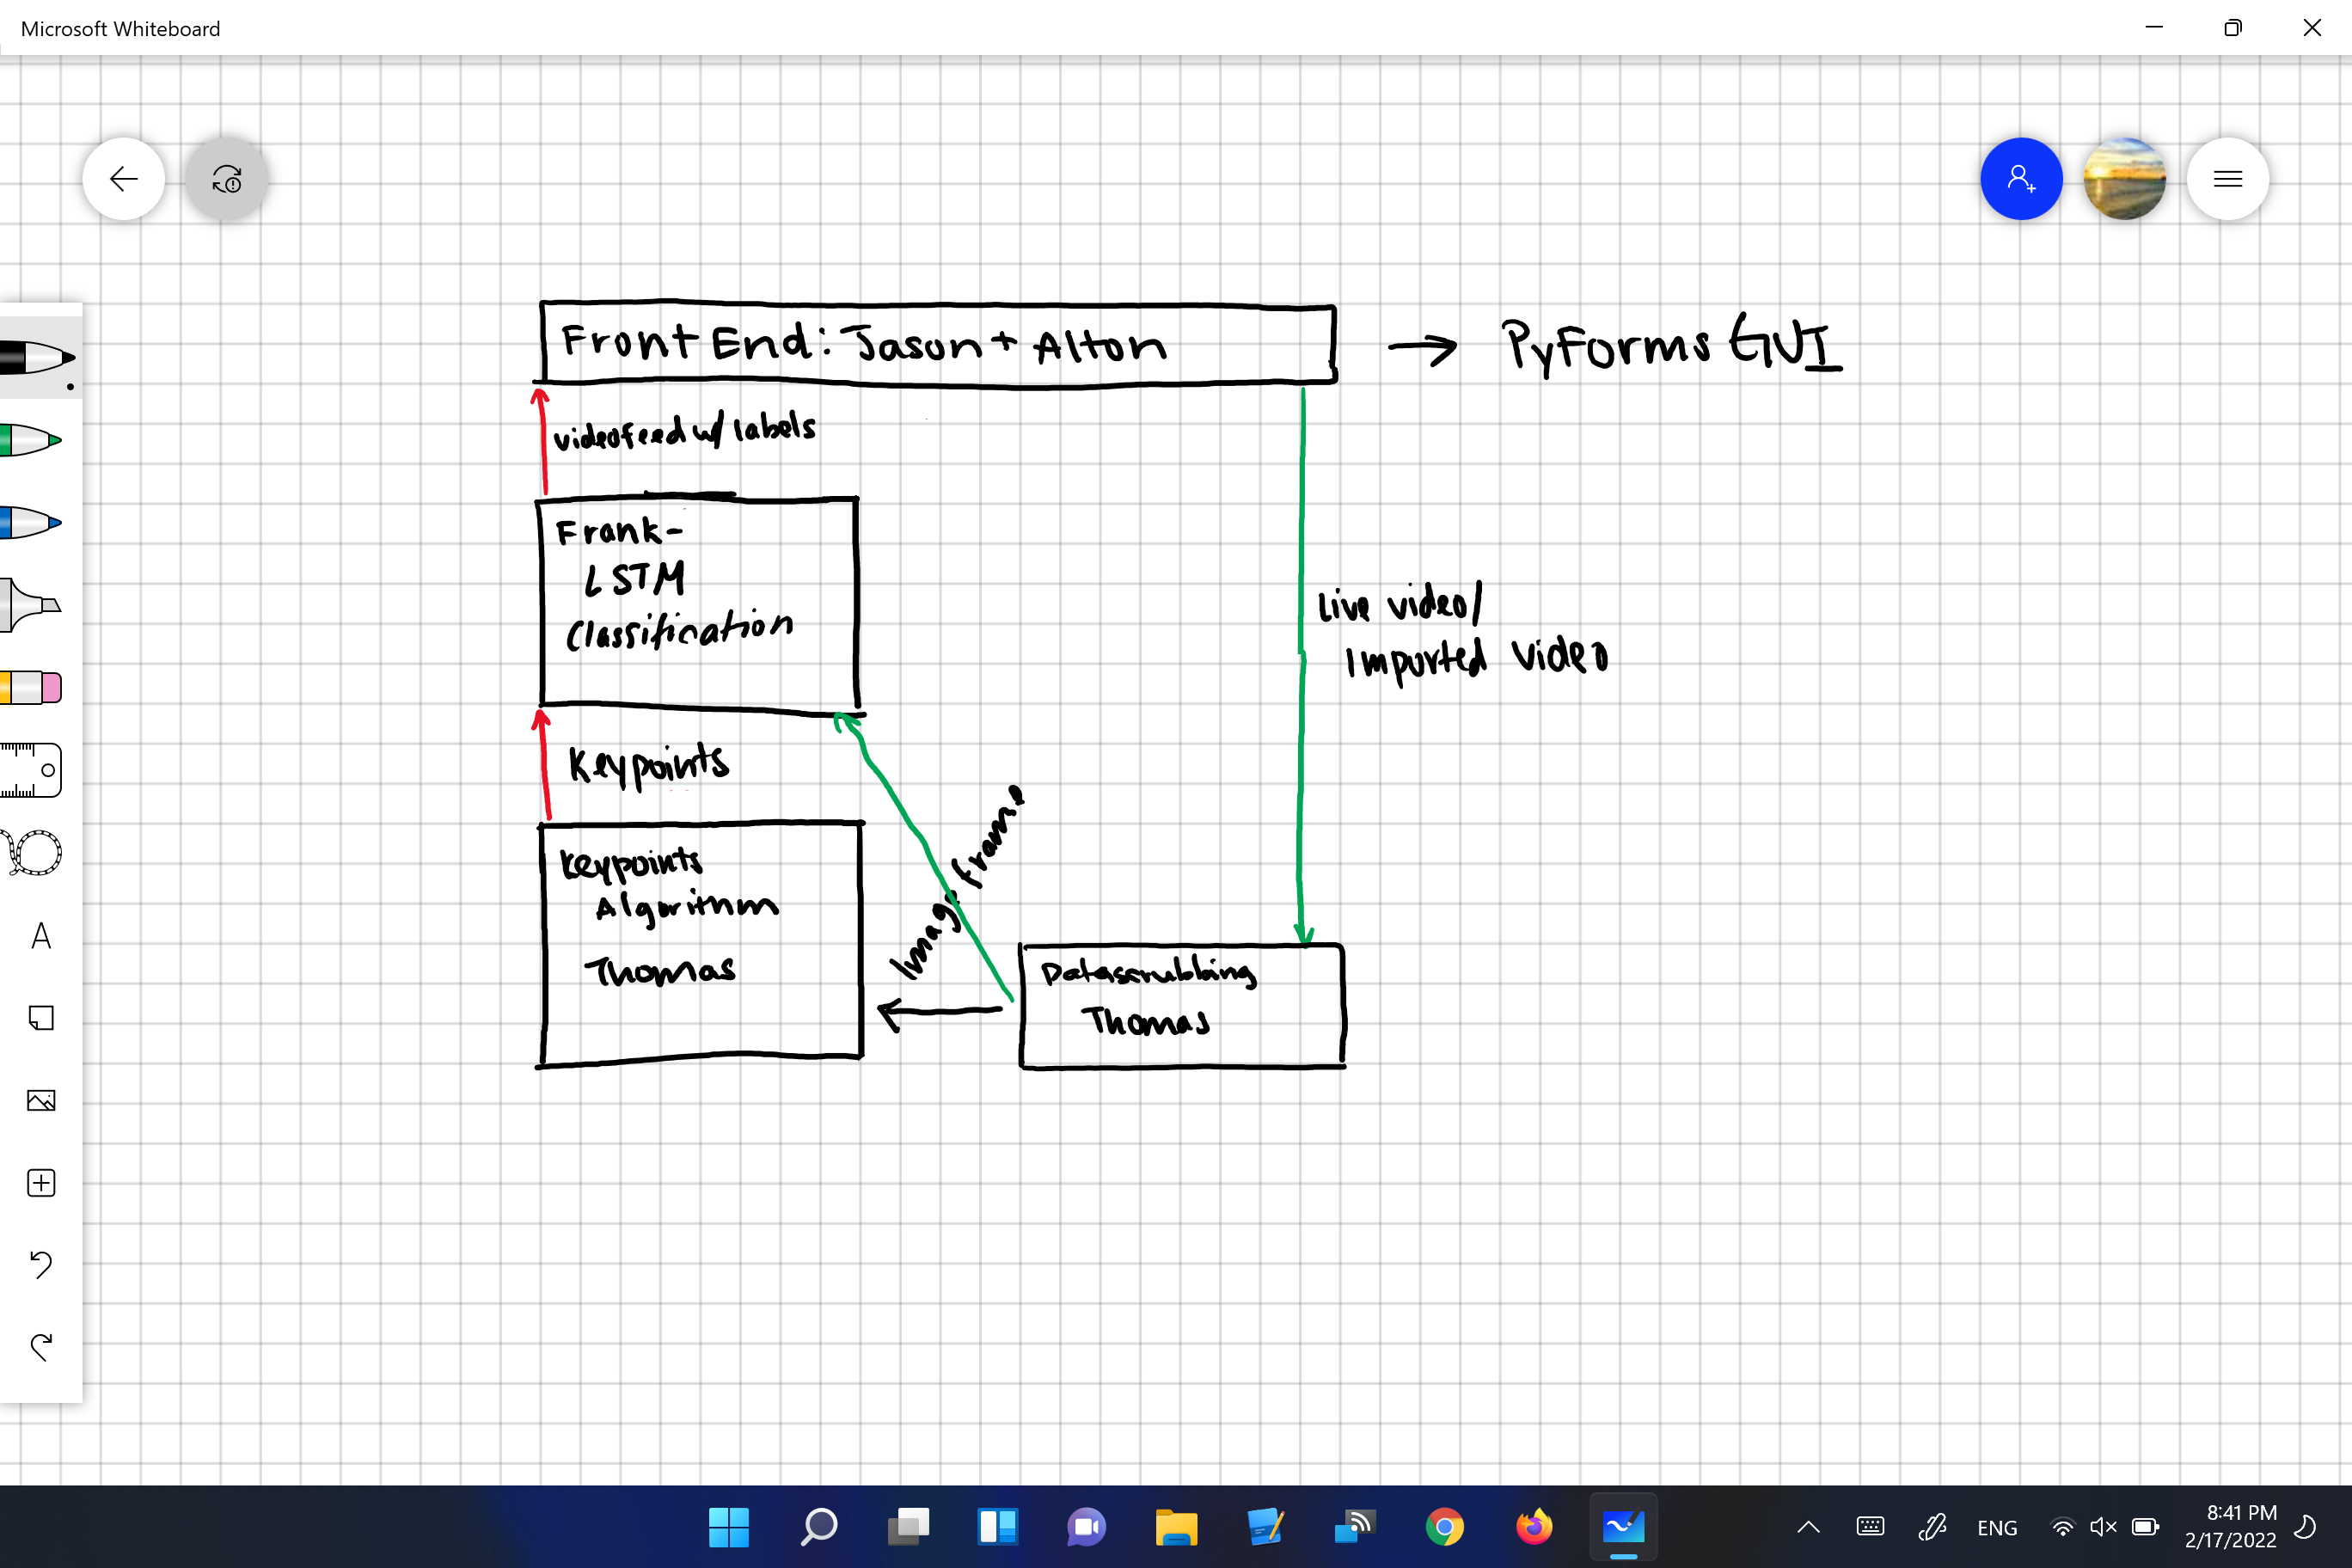 Microsoft Whiteboard
Front End: Jason + Alton
PyForms GUI
videofeed w/ labels
Frank-
LSTM
Classification
Live video/
Imported Video
Keypoints
Image frame
Keypoints
Algorithm
Thomas
Datascrubbing
Thomas
A
ENG
8:41 PM
2/17/2022